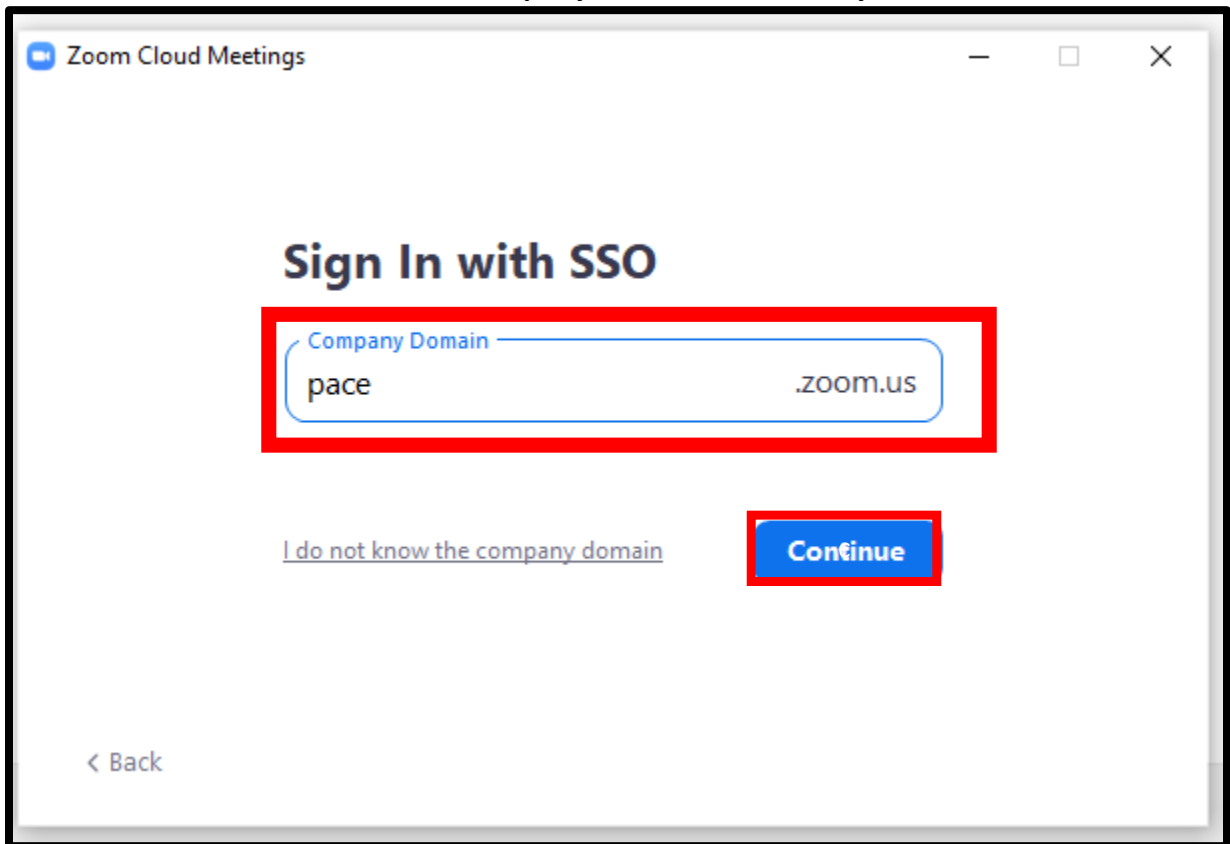 Zoom Cloud Meetings
Sign In with SSO
Company Domain
pace .zoom.us
I do not know the company domain Continue
< Back